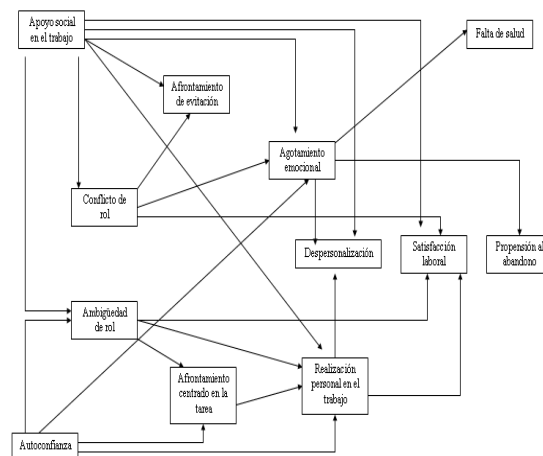 Apoyo social
en el trabajo
Falta de salud
Afrontamiento
de evitación
Agotamiento
emocional
Conflicto de
rol
Despersonalización
Satisfacción
laboral
Propensión al
abandono
Ambigüedad
de rol
Afrontamiento
centrado en la
tarea
Realización
personal en el
trabajo
Autoconfianza